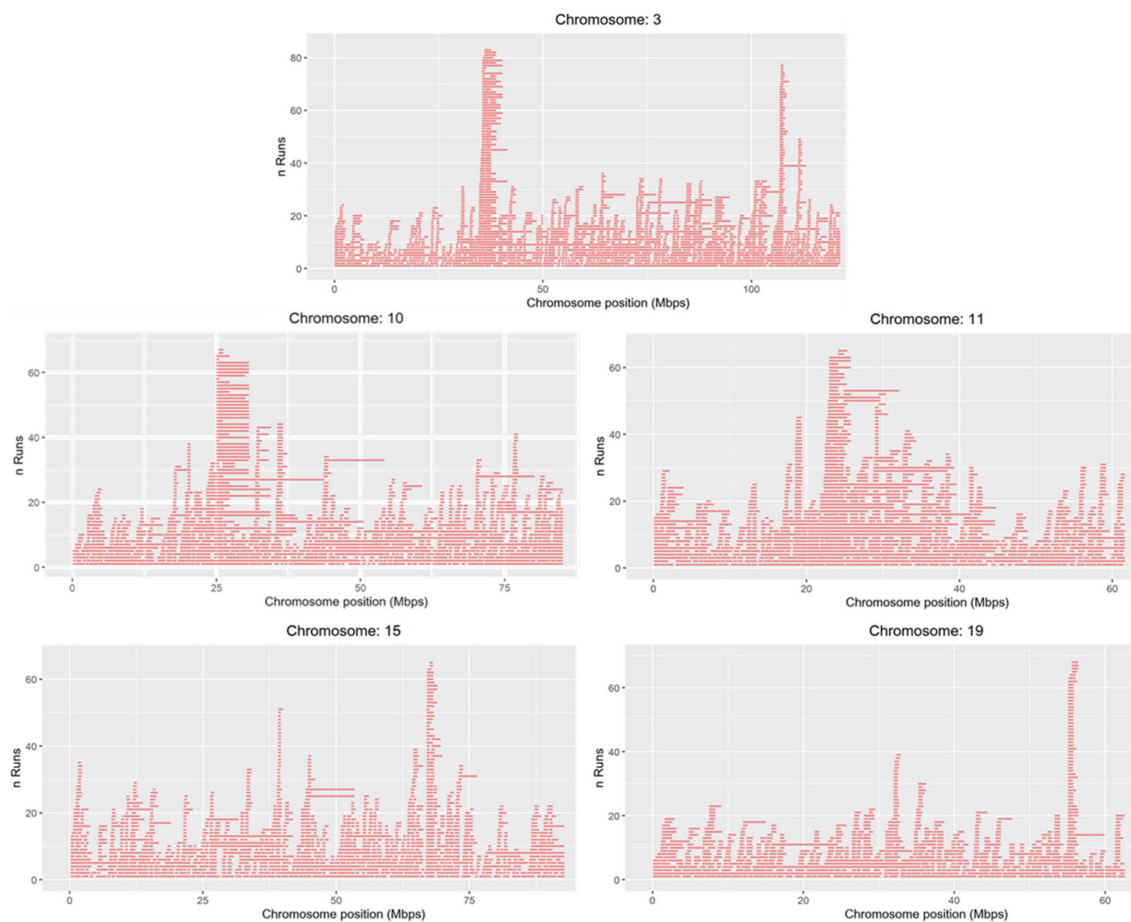 Chromosome: 3
n Runs
80
60
40
20
0
0 50 100
Chromosome position (Mbps)
Chromosome: 10
n Runs
60
40
20
0
0 25 50 75
Chromosome position (Mbps)
Chromosome: 11
n Runs
60
40
20
0
0 20 40 60
Chromosome position (Mbps)
Chromosome: 15
n Runs
60
40
20
0
0 25 50 75
Chromosome position (Mbps)
Chromosome: 19
n Runs
60
40
20
0
0 20 40 60
Chromosome position (Mbps)